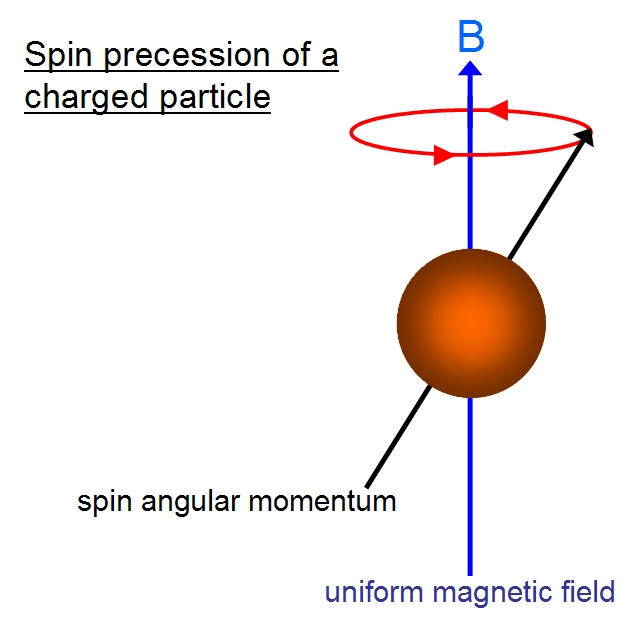 Spin precession of a
charged particle
B
spin angular momentum
uniform magnetic field